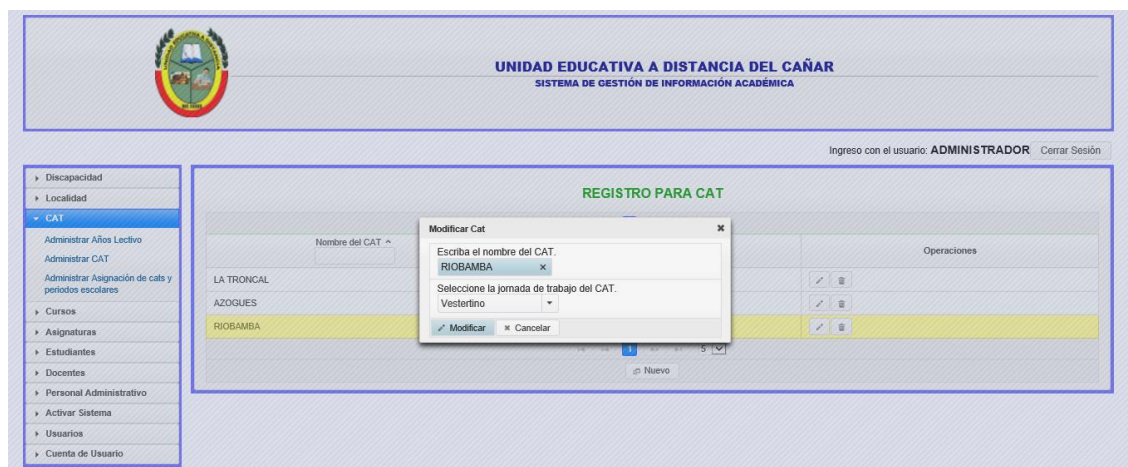 UNIDAD EDUCATIVA A DISTANCIA DEL CAÑAR
SISTEMA DE GESTIÓN DE INFORMACIÓN ACADÉMICA
Ingreso con el usuario: ADMINISTRADOR Cerrar Sesión
Discapacidad
Localidad
CAT
Administrar Años Lectivo
Administrar CAT
Administrar Asignación de cats y
periodos escolares
Cursos
Asignaturas
Estudiantes
Docentes
Personal Administrativo
Activar Sistema
Usuarios
Cuenta de Usuario
REGISTRO PARA CAT
Nombre del CAT
Operaciones
LA TRONCAL
AZOGUES
RIOBAMBA
Modificar Cat
Escriba el nombre del CAT.
RIOBAMBA
Seleccione la jornada de trabajo del CAT.
Vestertino
Modificar Cancelar
1 5
Nuevo